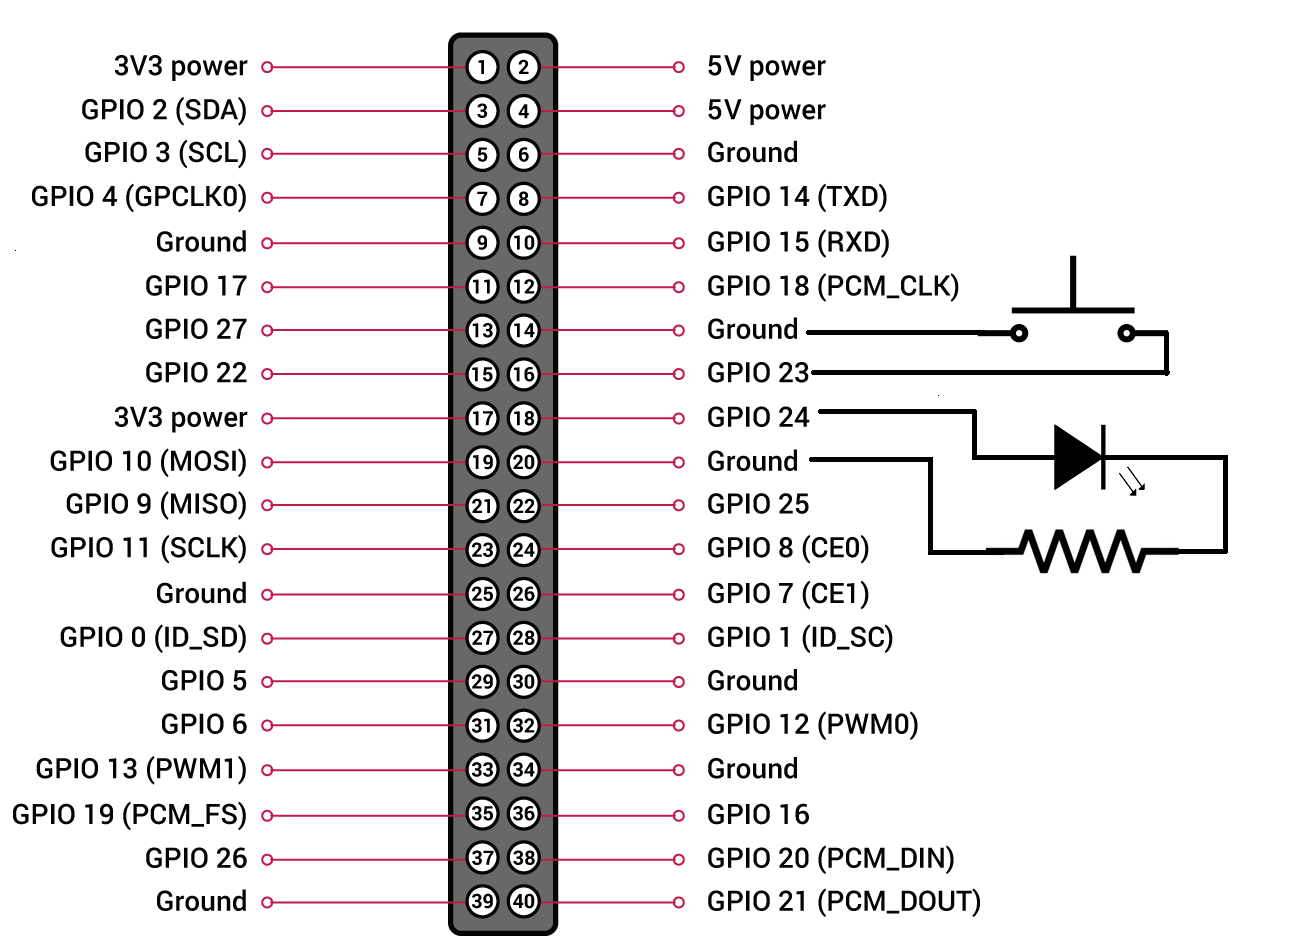 3V3 power 1 2 5V power
GPIO 2 (SDA) 3 4 5V power
GPIO 3 (SCL) 5 6 Ground
GPIO 4 (GPCLK0) 7 8 GPIO 14 (TXD)
Ground 9 10 GPIO 15 (RXD)
GPIO 17 11 12 GPIO 18 (PCM_CLK)
GPIO 27 13 14 Ground
GPIO 22 15 16 GPIO 23
3V3 power 17 18 GPIO 24
GPIO 10 (MOSI) 19 20 Ground
GPIO 9 (MISO) 21 22 GPIO 25
GPIO 11 (SCLK) 23 24 GPIO 8 (CE0)
Ground 25 26 GPIO 7 (CE1)
GPIO 0 (ID_SD) 27 28 GPIO 1 (ID_SC)
GPIO 5 29 30 Ground
GPIO 6 31 32 GPIO 12 (PWM0)
GPIO 13 (PWM1) 33 34 Ground
GPIO 19 (PCM_FS) 35 36 GPIO 16
GPIO 26 37 38 GPIO 20 (PCM_DIN)
Ground 39 40 GPIO 21 (PCM_DOUT)